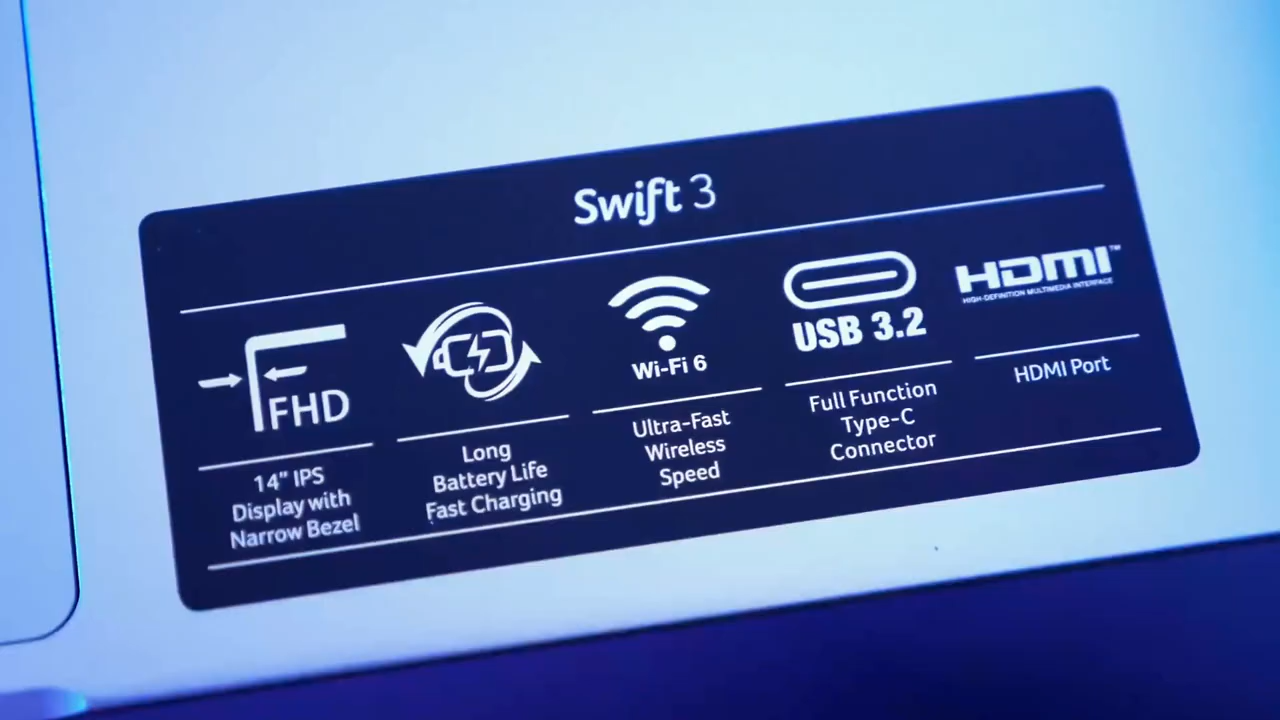 Swift 3
FHD
14" IPS
Display with
Narrow Bezel
Long
Battery Life
Fast Charging
Wi-Fi 6
Ultra-Fast
Wireless
Speed
USB 3.2
Full Function
Type-C
Connector
HDMI™
HIGH-DEFINITION MULTIMEDIA INTERFACE
HDMI Port